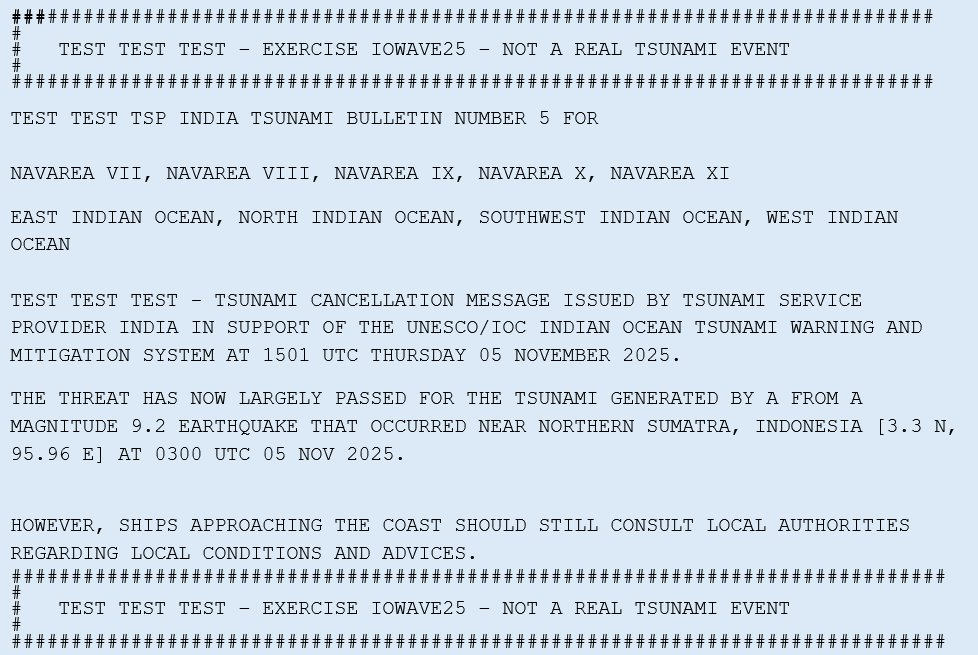 ##############################################################################
#
#   TEST TEST TEST – EXERCISE IOWAVE25 – NOT A REAL TSUNAMI EVENT
#
##############################################################################
TEST TEST TSP INDIA TSUNAMI BULLETIN NUMBER 5 FOR
NAVAREA VII, NAVAREA VIII, NAVAREA IX, NAVAREA X, NAVAREA XI
EAST INDIAN OCEAN, NORTH INDIAN OCEAN, SOUTHWEST INDIAN OCEAN, WEST INDIAN
OCEAN
TEST TEST TEST – TSUNAMI CANCELLATION MESSAGE ISSUED BY TSUNAMI SERVICE
PROVIDER INDIA IN SUPPORT OF THE UNESCO/IOC INDIAN OCEAN TSUNAMI WARNING AND
MITIGATION SYSTEM AT 1501 UTC THURSDAY 05 NOVEMBER 2025.
THE THREAT HAS NOW LARGELY PASSED FOR THE TSUNAMI GENERATED BY A FROM A
MAGNITUDE 9.2 EARTHQUAKE THAT OCCURRED NEAR NORTHERN SUMATRA, INDONESIA [3.3 N,
95.96 E] AT 0300 UTC 05 NOV 2025.
HOWEVER, SHIPS APPROACHING THE COAST SHOULD STILL CONSULT LOCAL AUTHORITIES
REGARDING LOCAL CONDITIONS AND ADVICES.
##############################################################################
#
#   TEST TEST TEST – EXERCISE IOWAVE25 – NOT A REAL TSUNAMI EVENT
#
##############################################################################